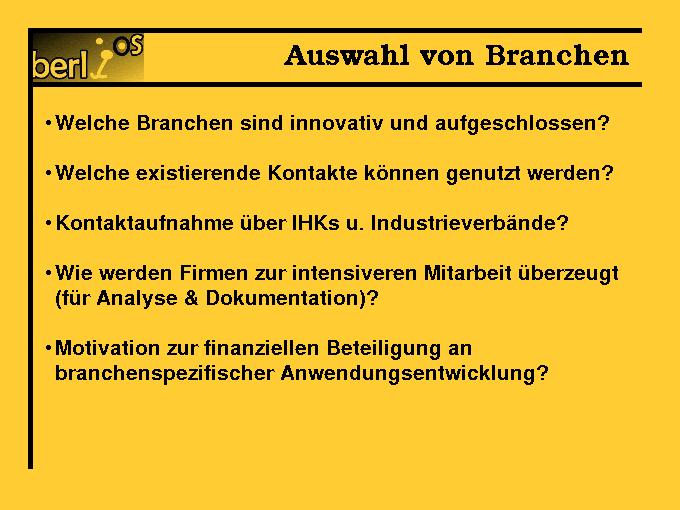 berliOS
Auswahl von Branchen
• Welche Branchen sind innovativ und aufgeschlossen?
• Welche existierende Kontakte können genutzt werden?
• Kontaktaufnahme über IHKs u. Industrieverbände?
• Wie werden Firmen zur intensiveren Mitarbeit überzeugt
(für Analyse & Dokumentation)?
• Motivation zur finanziellen Beteiligung an
branchenspezifischer Anwendungsentwicklung?